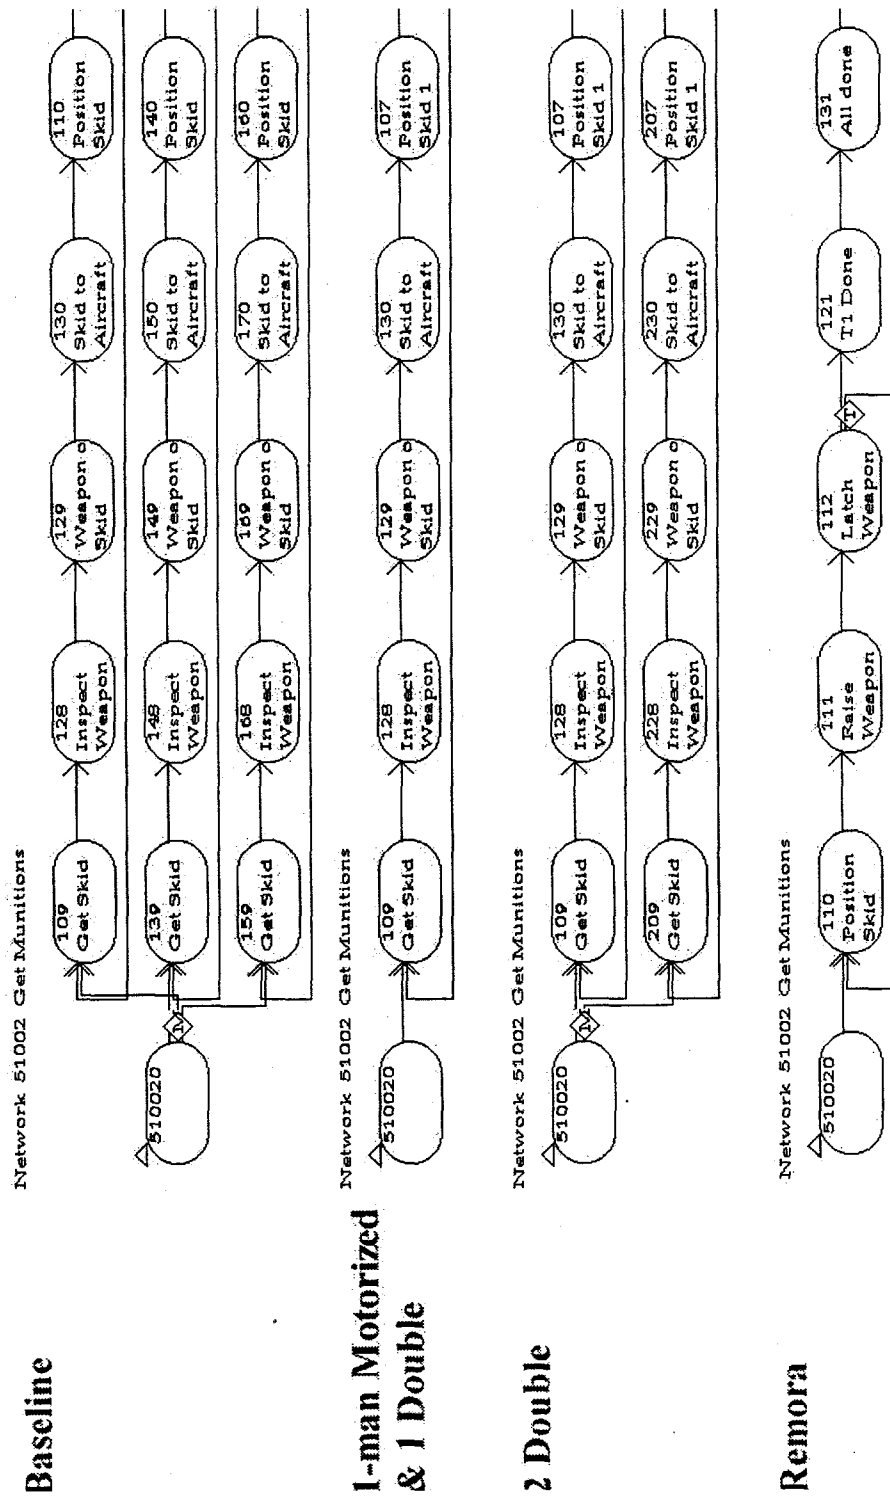 Baseline
Network 51002 Get Munitions
510020
M
109
Get Skid
128
Inspect
Weapon
129
Weapon o
Skid
130
Skid to
Aircraft
110
Position
Skid
139
Get Skid
148
Inspect
Weapon
149
Weapon o
Skid
150
Skid to
Aircraft
140
Position
Skid
159
Get Skid
168
Inspect
Weapon
169
Weapon o
Skid
170
Skid to
Aircraft
160
Position
Skid
1-man Motorized
& 1 Double
Network 51002 Get Munitions
510020
109
Get Skid
128
Inspect
Weapon
129
Weapon o
Skid
130
Skid to
Aircraft
107
Position
Skid 1
2 Double
Network 51002 Get Munitions
510020
M
109
Get Skid
128
Inspect
Weapon
129
Weapon o
Skid
130
Skid to
Aircraft
107
Position
Skid 1
209
Get Skid
228
Inspect
Weapon
229
Weapon o
Skid
230
Skid to
Aircraft
207
Position
Skid 1
Remora
Network 51002 Get Munitions
510020
110
Position
Skid
111
Raise
Weapon
112
Latch
Weapon
T
121
T1 Done
131
All done